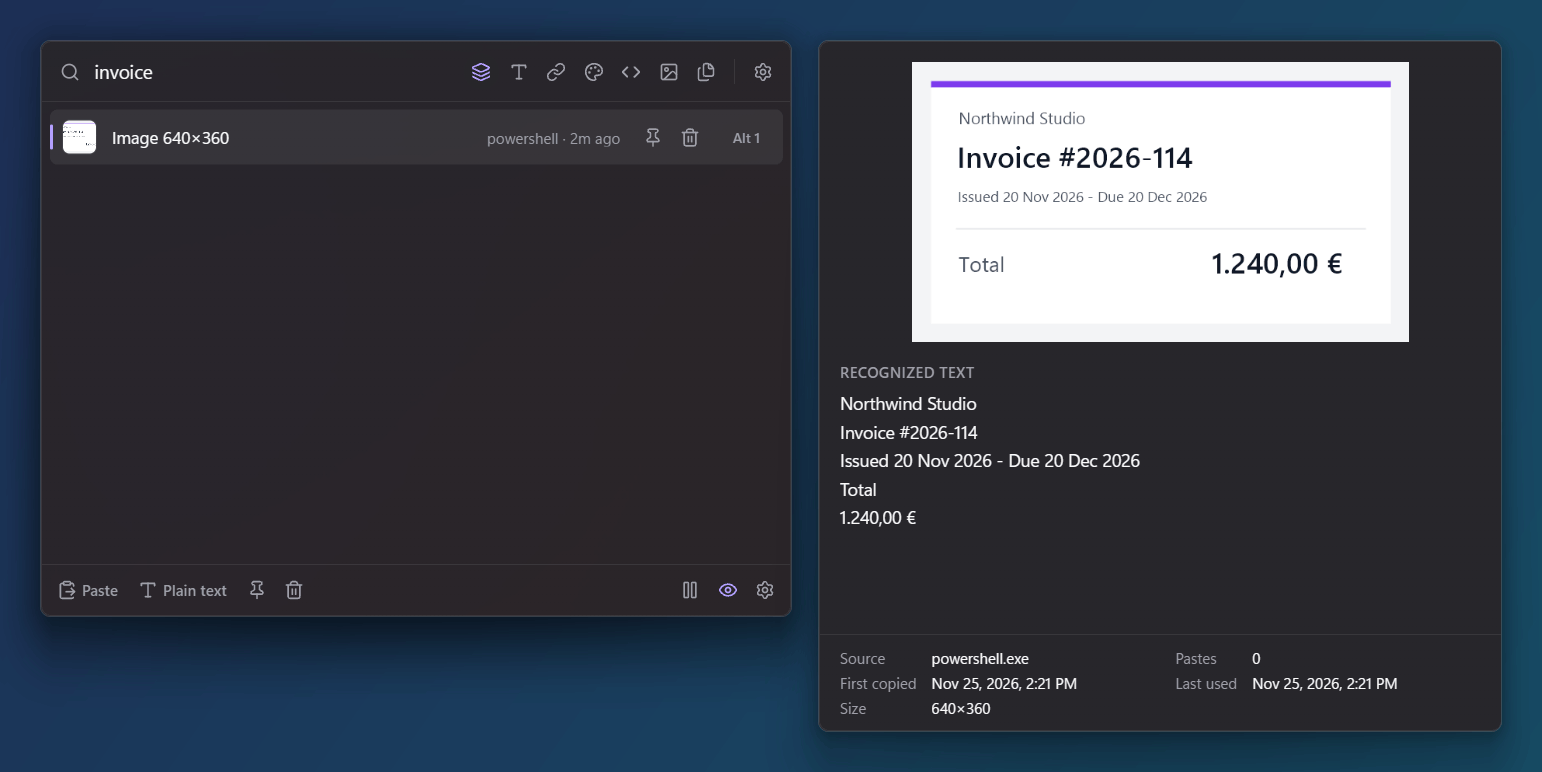 invoice
Image 640×360
powershell · 2m ago
Alt 1
Paste
Plain text
Northwind Studio
Invoice #2026-114
Issued 20 Nov 2026 - Due 20 Dec 2026
Total
1.240,00 €
RECOGNIZED TEXT
Northwind Studio
Invoice #2026-114
Issued 20 Nov 2026 - Due 20 Dec 2026
Total
1.240,00 €
Source powershell.exe Pastes 0
First copied Nov 25, 2026, 2:21 PM Last used Nov 25, 2026, 2:21 PM
Size 640×360